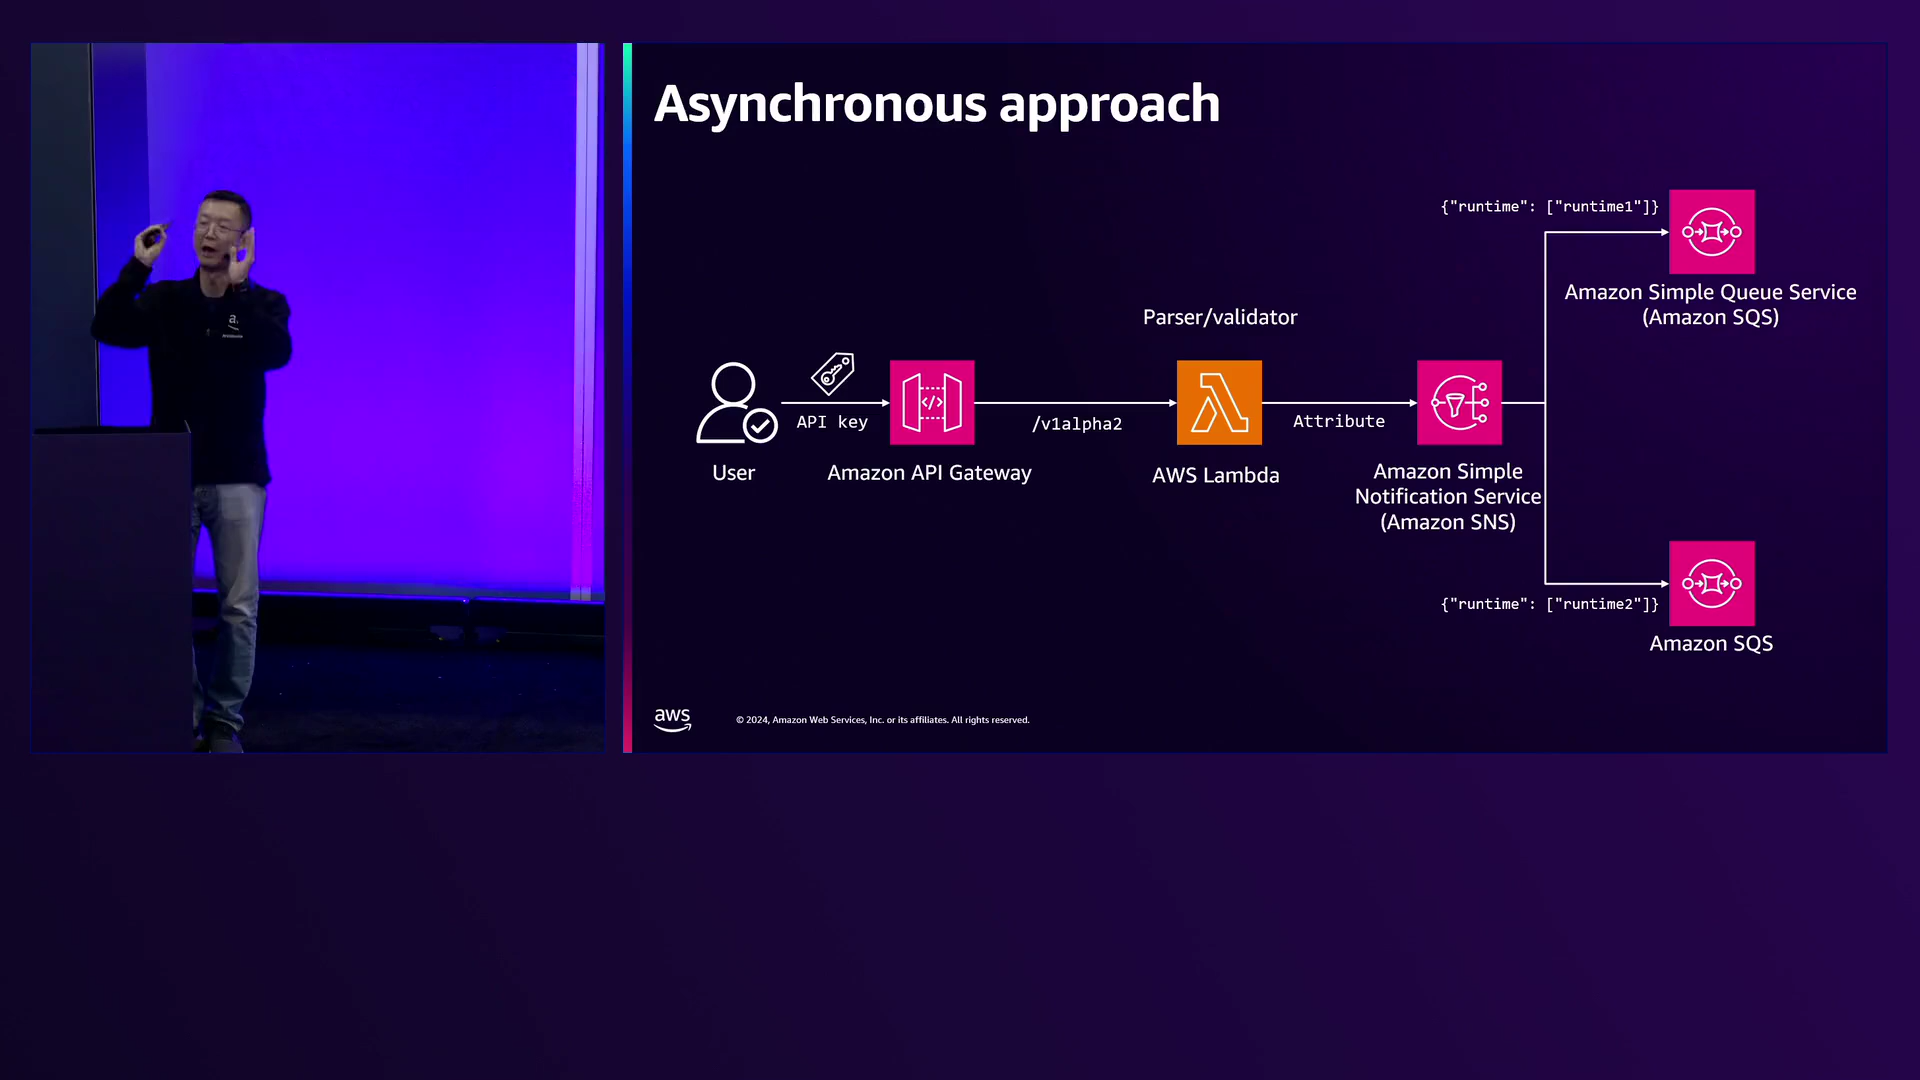 Asynchronous approach
{"runtime": ["runtime1"]}
Amazon Simple Queue Service
(Amazon SQS)
Parser/validator
API key
/v1alpha2
Attribute
User
Amazon API Gateway
AWS Lambda
Amazon Simple
Notification Service
(Amazon SNS)
{"runtime": ["runtime2"]}
Amazon SQS
aws
© 2024, Amazon Web Services, Inc. or its affiliates. All rights reserved.